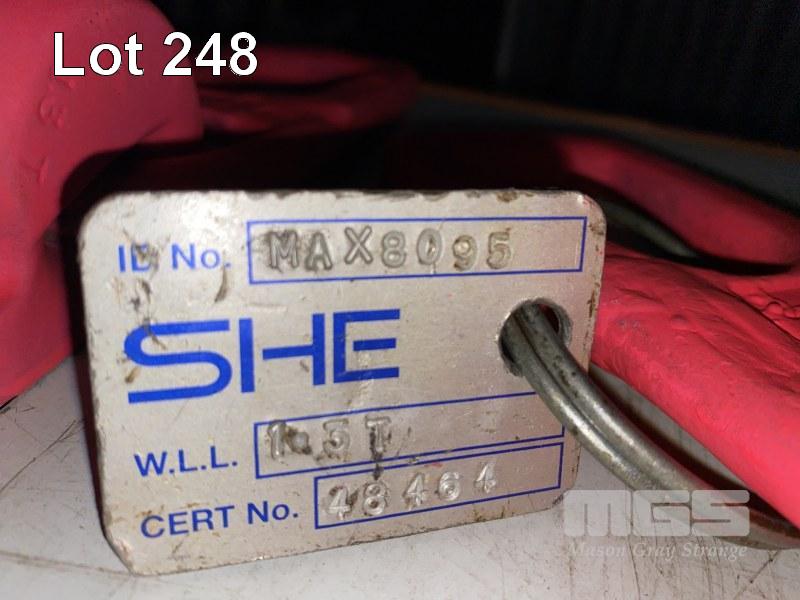 Lot 248
ID No. MAX8095
SHE
W.L.L. 1.5T
CERT No. 48464
MGS
Mason Gray Strange